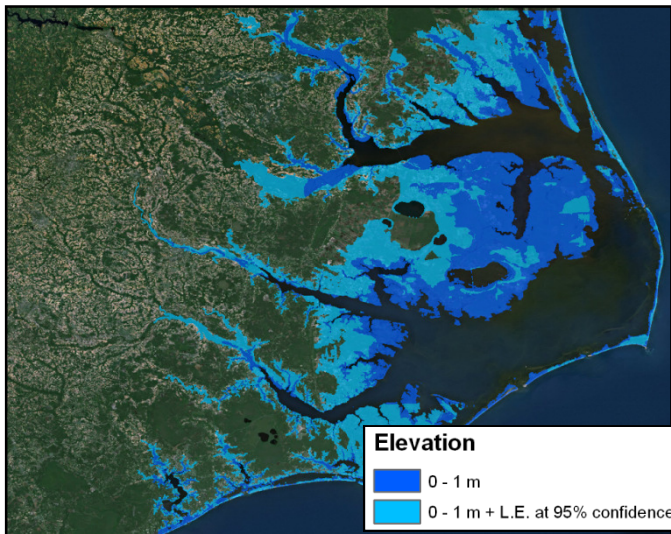 Elevation
0 - 1 m
0 - 1 m + L.E. at 95% confidence